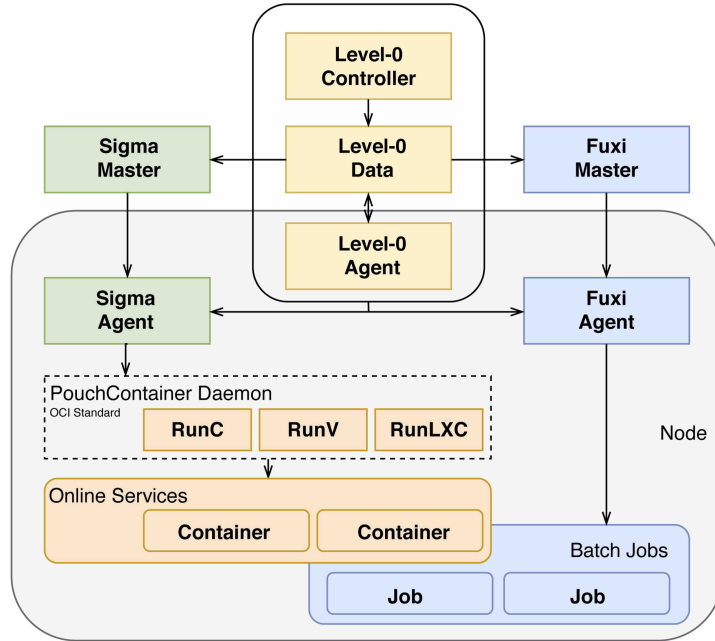 Level-0
Controller
Sigma
Master
Level-0
Data
Fuxi
Master
Level-0
Agent
Sigma
Agent
Fuxi
Agent
PouchContainer Daemon
OCI Standard
RunC
RunV
RunLXC
Node
Online Services
Container
Container
Batch Jobs
Job
Job